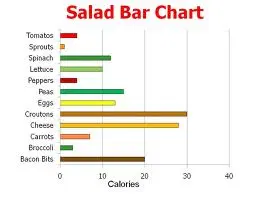 Salad Bar Chart
Tomatos
Sprouts
Spinach
Lettuce
Peppers
Peas
Eggs
Croutons
Cheese
Carrots
Broccoli
Bacon Bits
0 10 20 30 40
Calories